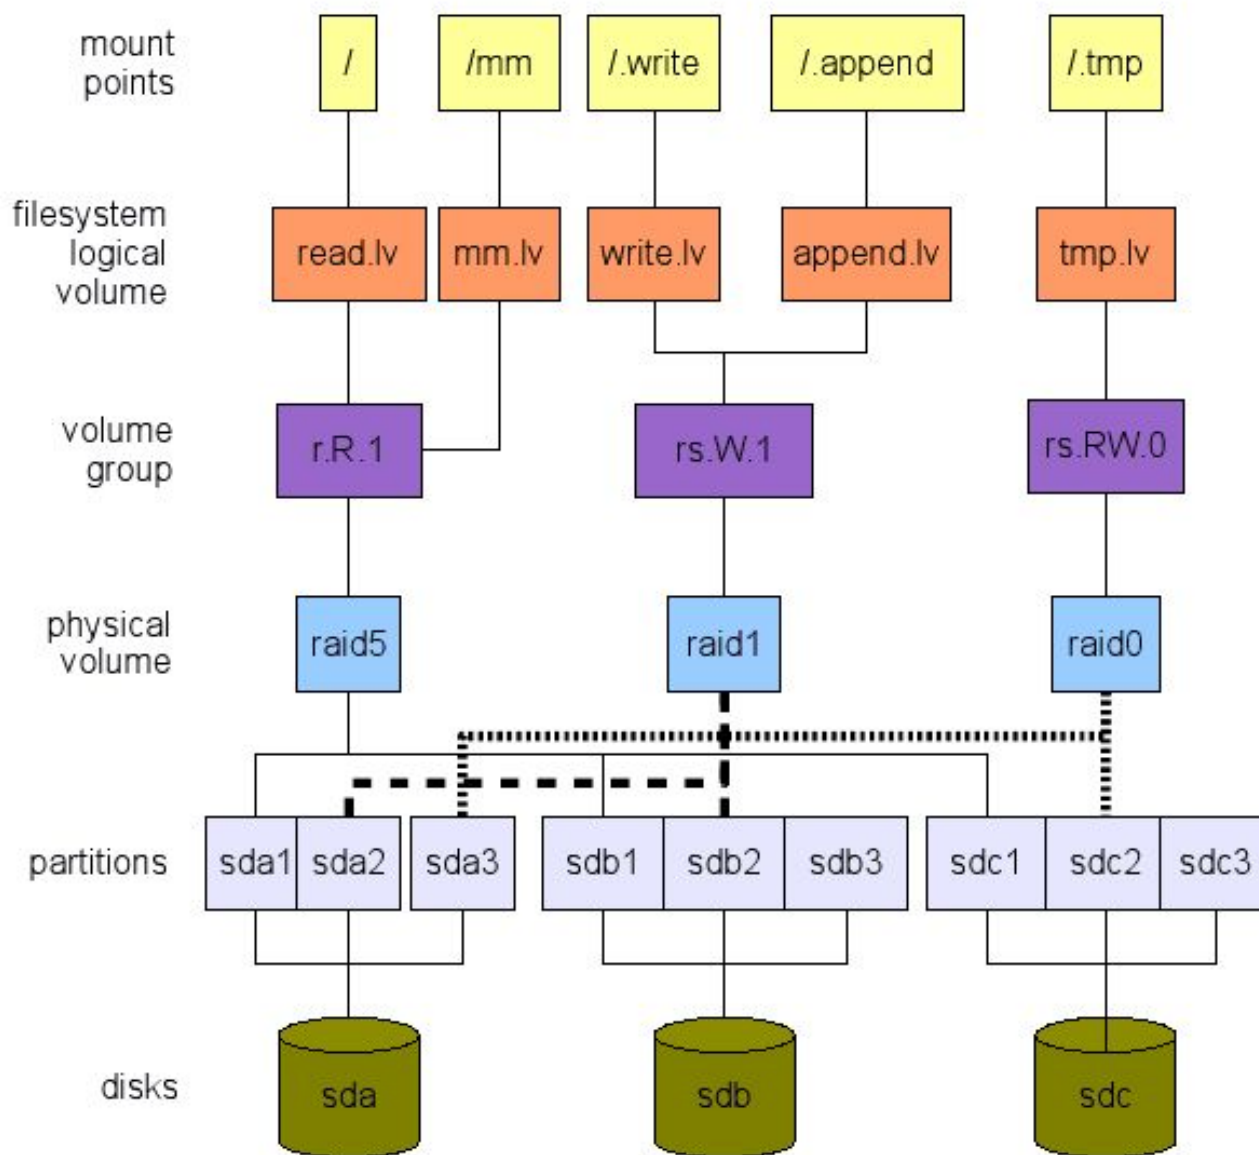 mount
points
/
/mm
/.write
/.append
/.tmp
filesystem
logical
volume
read.lv
mm.lv
write.lv
append.lv
tmp.lv
volume
group
r.R.1
rs.W.1
rs.RW.0
physical
volume
raid5
raid1
raid0
partitions
sda1
sda2
sda3
sdb1
sdb2
sdb3
sdc1
sdc2
sdc3
disks
sda
sdb
sdc